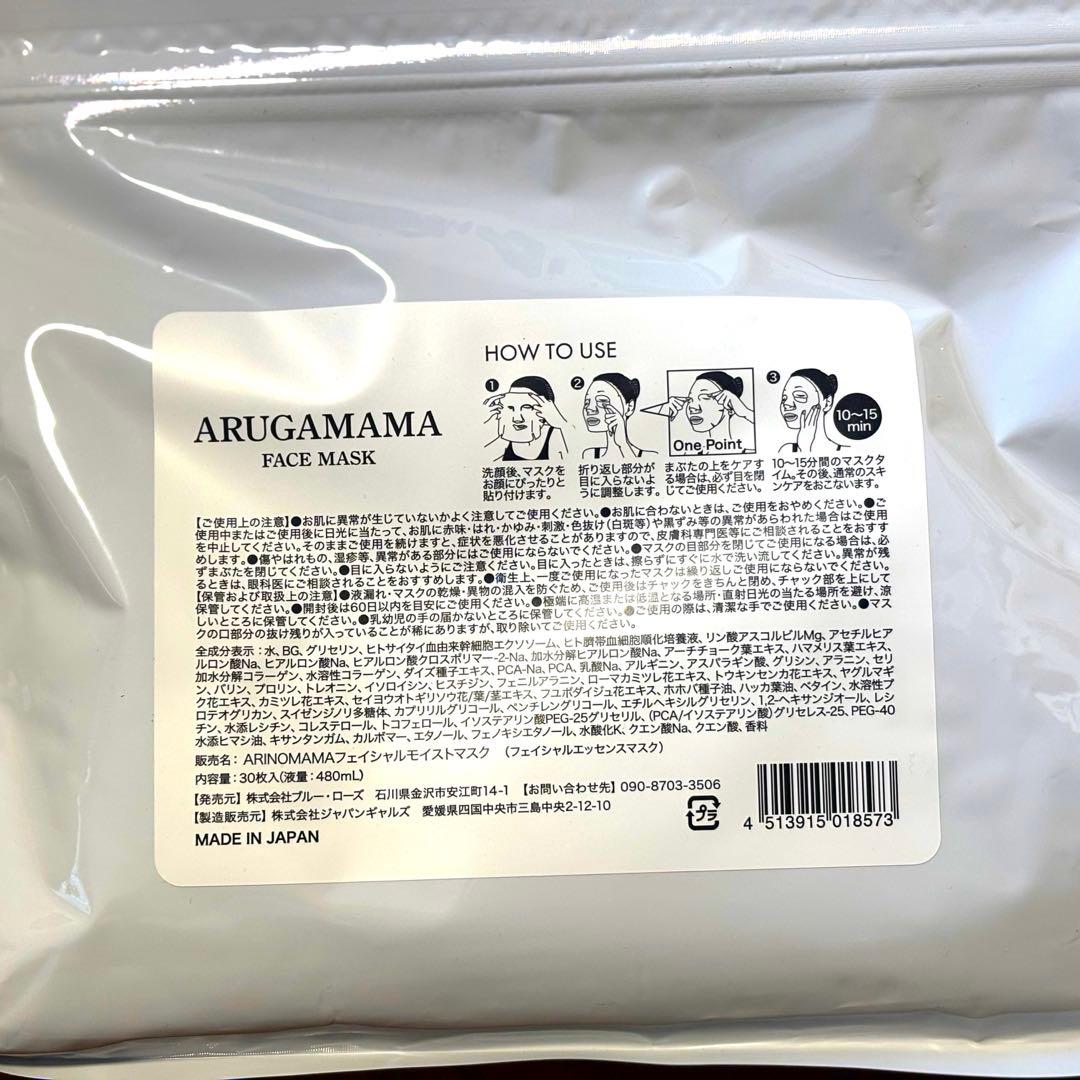 ARUGAMAMA
FACE MASK
HOW TO USE
❶
❷
One Point
❸
10〜15
min
洗顔後、マスクを
お顔にぴったりと
貼り付けます。
折り返し部分が
目に入らないよ
うに調整します。
まぶたの上をケアす
る場合は、必ず目を閉
じてご使用ください。
10〜15分間のマスクタ
イム。その後、通常のスキ
ンケアをおこないます。
【ご使用上の注意】●お肌に異常が生じていないかよく注意してご使用ください。●お肌に合わないときは、ご使用をおやめください。●ご
使用中またはご使用後に日光に当たって、お肌に赤味・はれ・かゆみ・刺激・色抜け(白斑等)や黒ずみ等の異常があらわれた場合はご使用
を中止してください。そのままご使用を続けますと、症状を悪化させることがありますので、皮膚科専門医等にご相談されることをおすす
めします。●傷やはれもの、湿疹等、異常がある部分にはご使用にならないでください。●マスクの目部分を閉じてご使用になる場合は、必
ずまぶたを閉じてください。●目に入らないようにご注意ください。目に入ったときは、擦らずにすぐに水で洗い流してください。異常が残
るときは、眼科医にご相談されることをおすすめします。●衛生上、一度ご使用になったマスクは繰り返しご使用にならないでください。
【保管および取扱上の注意】●液漏れ・マスクの乾燥・異物の混入を防ぐため、ご使用後はチャックをきちんと閉め、チャック部を上にして
保管してください。●開封後は60日以内を目安にご使用ください。●極端に高温または低温となる場所・直射日光の当たる場所を避け、涼
しいところに保管してください。●乳幼児の手の届かないところに保管してください。●ご使用の際は、清潔な手でご使用ください。●マス
クの口部分の抜け残りが入っていることが稀にありますが、取り除いてご使用ください。
全成分表示：水、BG、グリセリン、ヒトサイタイ血由来幹細胞エクソソーム、ヒト臍帯血細胞順化培養液、リン酸アスコルビルMg、アセチルヒア
ルロン酸Na、ヒアルロン酸Na、ヒアルロン酸クロスポリマー-2-Na、加水分解ヒアルロン酸Na、アーチチョーク葉エキス、ハマメリス葉エキス、
加水分解コラーゲン、水溶性コラーゲン、ダイズ種子エキス、PCA-Na、PCA、乳酸Na、アルギニン、アスパラギン酸、グリシン、アラニン、セリ
ン、バリン、プロリン、トレオニン、イソロイシン、ヒスチジン、フェニルアラニン、ローマカミツレ花エキス、トウキンセンカ花エキス、ヤグルマギ
ク花エキス、カミツレ花エキス、セイヨウオトギリソウ花/葉/茎エキス、フユボダイジュ花エキス、ホホバ種子油、ハッカ葉油、ベタイン、水溶性プ
ロテオグリカン、スイゼンジノリ多糖体、カプリリルグリコール、ペンチレングリコール、エチルヘキシルグリセリン、1,2-ヘキサンジオール、レシ
チン、水添レシチン、コレステロール、トコフェロール、イソステアリン酸PEG-25グリセリル、(PCA/イソステアリン酸)グリセレス-25、PEG-40
水添ヒマシ油、キサンタンガム、カルボマー、エタノール、フェノキシエタノール、水酸化K、クエン酸Na、クエン酸、香料
販売名：ARINOMAMAフェイシャルモイストマスク （フェイシャルエッセンスマスク）
内容量：30枚入(液量：480mL)
【発売元】株式会社ブルー・ローズ 石川県金沢市安江町14-1 【お問い合わせ先】090-8703-3506
【製造販売元】株式会社ジャパンギャルズ 愛媛県四国中央市三島中央2-12-10
MADE IN JAPAN
プラ
4 513915 018573